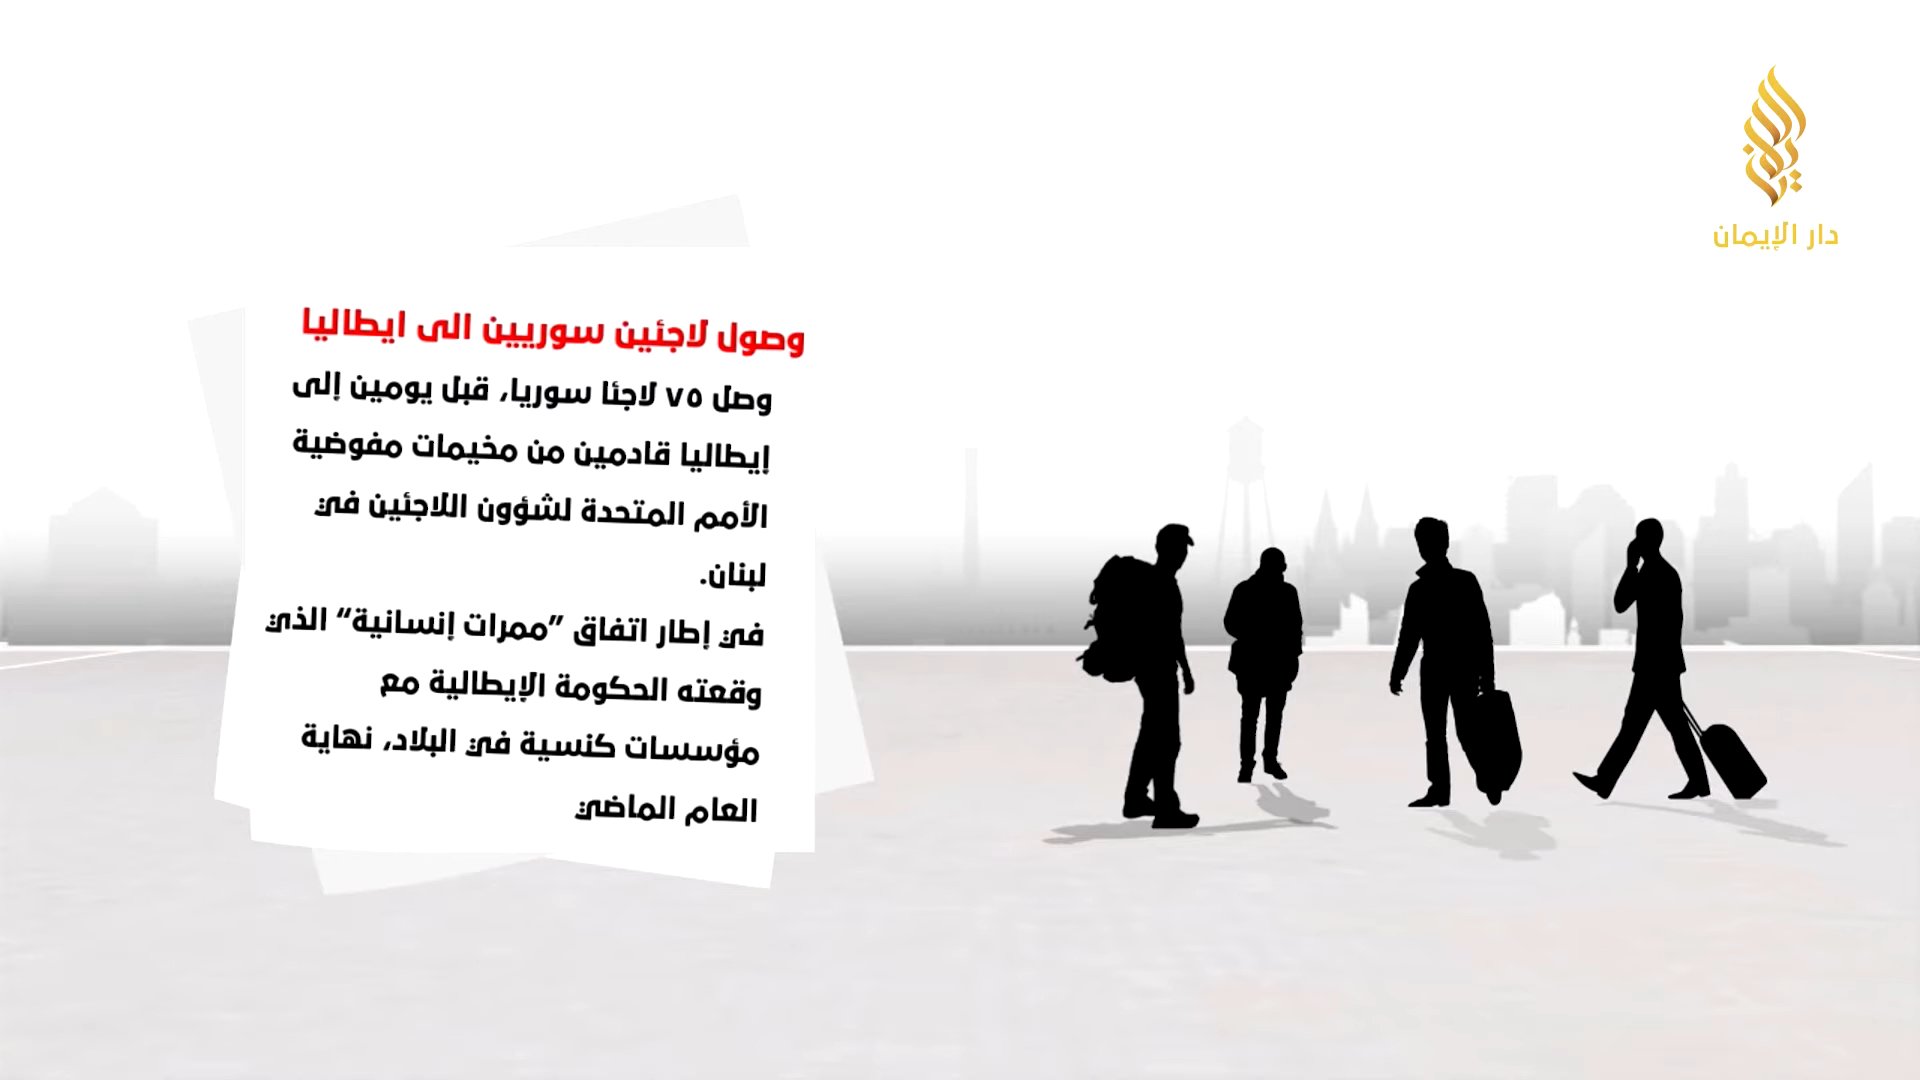 دار الإيمان
وصول لاجئين سوريين الى ايطاليا
وصل ٧٥ لاجئا سوريا، قبل يومين إلى
إيطاليا قادمين من مخيمات مفوضية
الأمم المتحدة لشؤون اللاجئين في
لبنان.
في إطار اتفاق ”ممرات إنسانية“ الذي
وقعته الحكومة الإيطالية مع
مؤسسات كنسية في البلاد، نهاية
العام الماضي